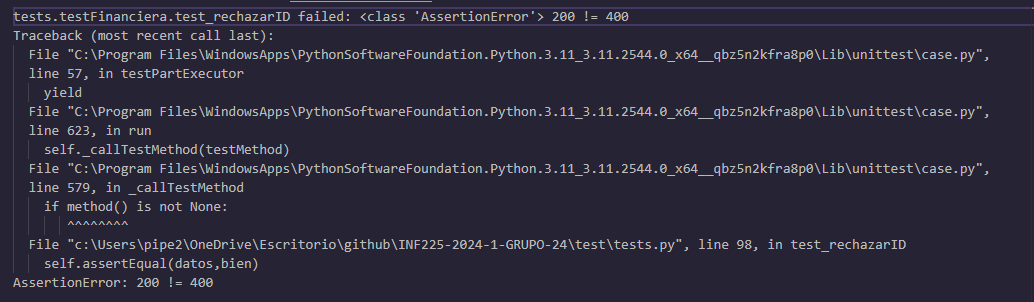 tests.testFinanciera.test_rechazarID failed: <class 'AssertionError'> 200 != 400
Traceback (most recent call last):
  File "C:\Program Files\WindowsApps\PythonSoftwareFoundation.Python.3.11_3.11.2544.0_x64__qbz5n2kfra8p0\Lib\unittest\case.py",
line 57, in testPartExecutor
    yield
  File "C:\Program Files\WindowsApps\PythonSoftwareFoundation.Python.3.11_3.11.2544.0_x64__qbz5n2kfra8p0\Lib\unittest\case.py",
line 623, in run
    self._callTestMethod(testMethod)
  File "C:\Program Files\WindowsApps\PythonSoftwareFoundation.Python.3.11_3.11.2544.0_x64__qbz5n2kfra8p0\Lib\unittest\case.py",
line 579, in _callTestMethod
    if method() is not None:
       ^^^^^^^^
  File "c:\Users\pipe2\OneDrive\Escritorio\github\INF225-2024-1-GRUPO-24\test\tests.py", line 98, in test_rechazarID
    self.assertEqual(datos,bien)
AssertionError: 200 != 400